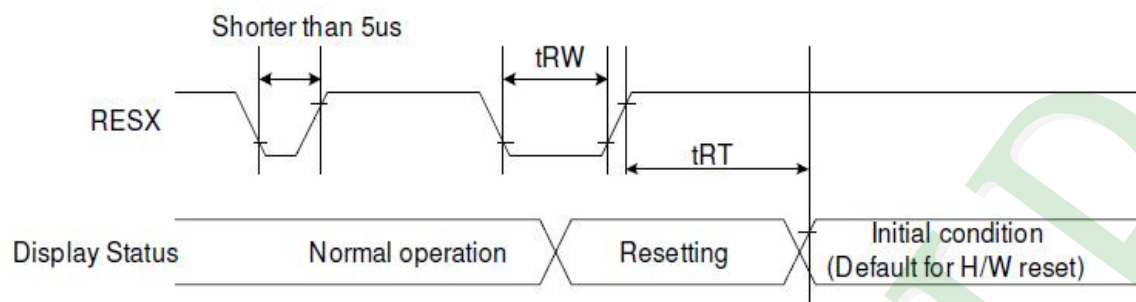 Shorter than 5us
tRW
RESX
tRT
Display Status
Normal operation
Resetting
Initial condition
(Default for H/W reset)